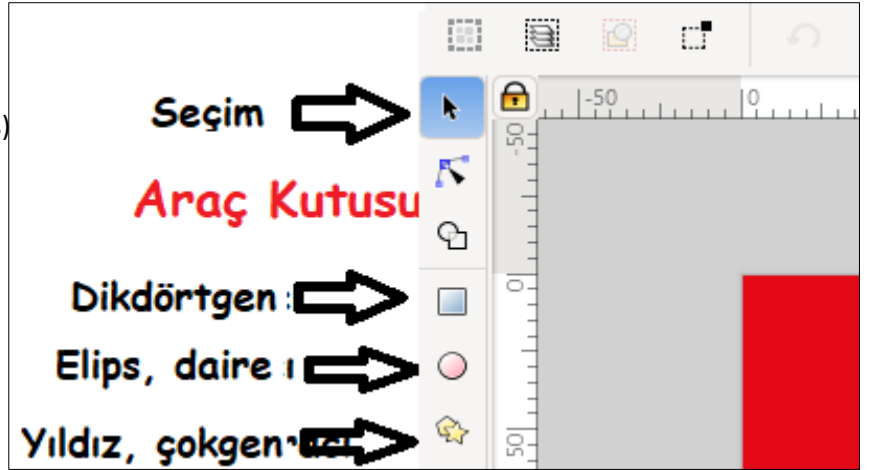 -50
0
)
Seçim
-50
Araç Kutusu
Dikdörtgen
0
Elips, daire
Yıldız, çokgen
50